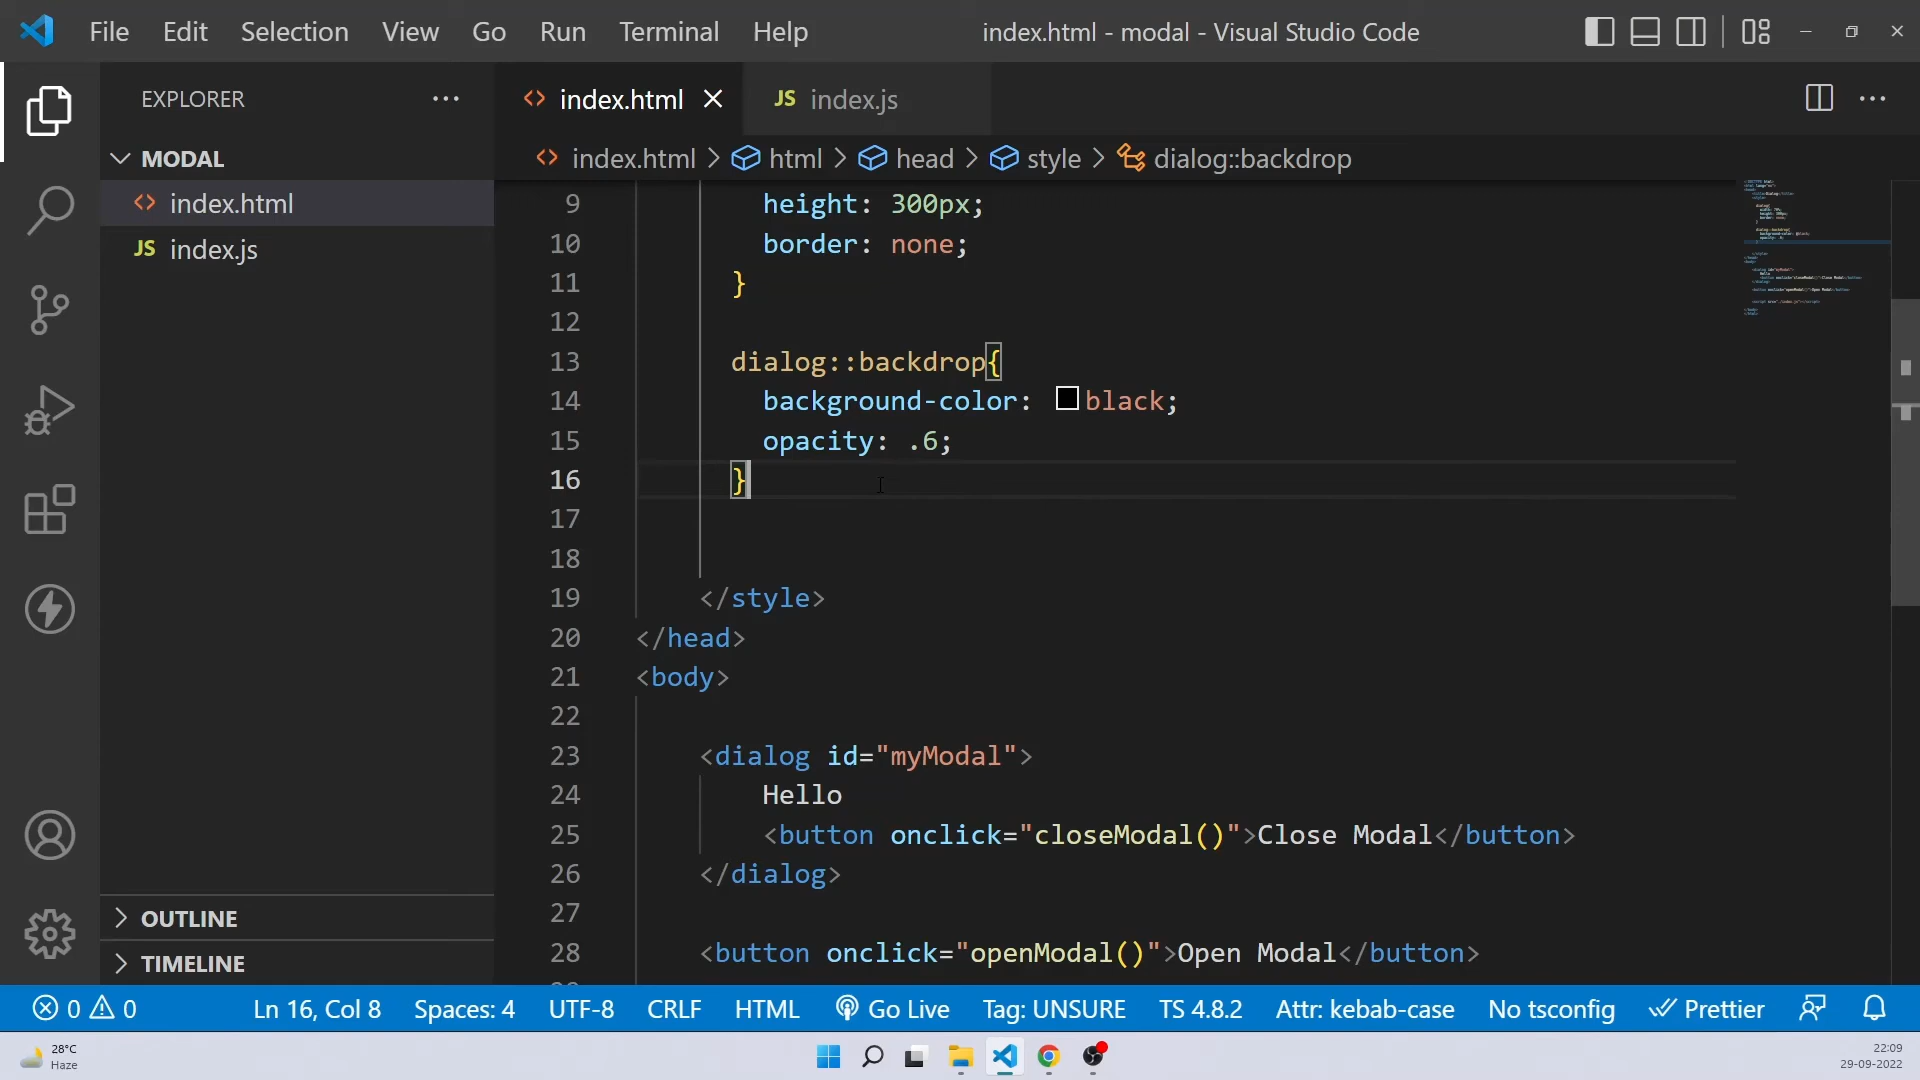 File Edit Selection View Go Run Terminal Help index.html - modal - Visual Studio Code
EXPLORER
MODAL
index.html
JS index.js
OUTLINE
TIMELINE
index.html JS index.js
index.html > html > head > style > dialog::backdrop
9 height: 300px;
10 border: none;
11 }
12
13 dialog::backdrop{
14 background-color: black;
15 opacity: .6;
16 }
17
18
19 </style>
20 </head>
21 <body>
22
23 <dialog id="myModal">
24 Hello
25 <button onclick="closeModal()">Close Modal</button>
26 </dialog>
27
28 <button onclick="openModal()">Open Modal</button>
0 0 Ln 16, Col 8 Spaces: 4 UTF-8 CRLF HTML Go Live Tag: UNSURE TS 4.8.2 Attr: kebab-case No tsconfig Prettier
28°C
Haze
22:09
29-09-2022